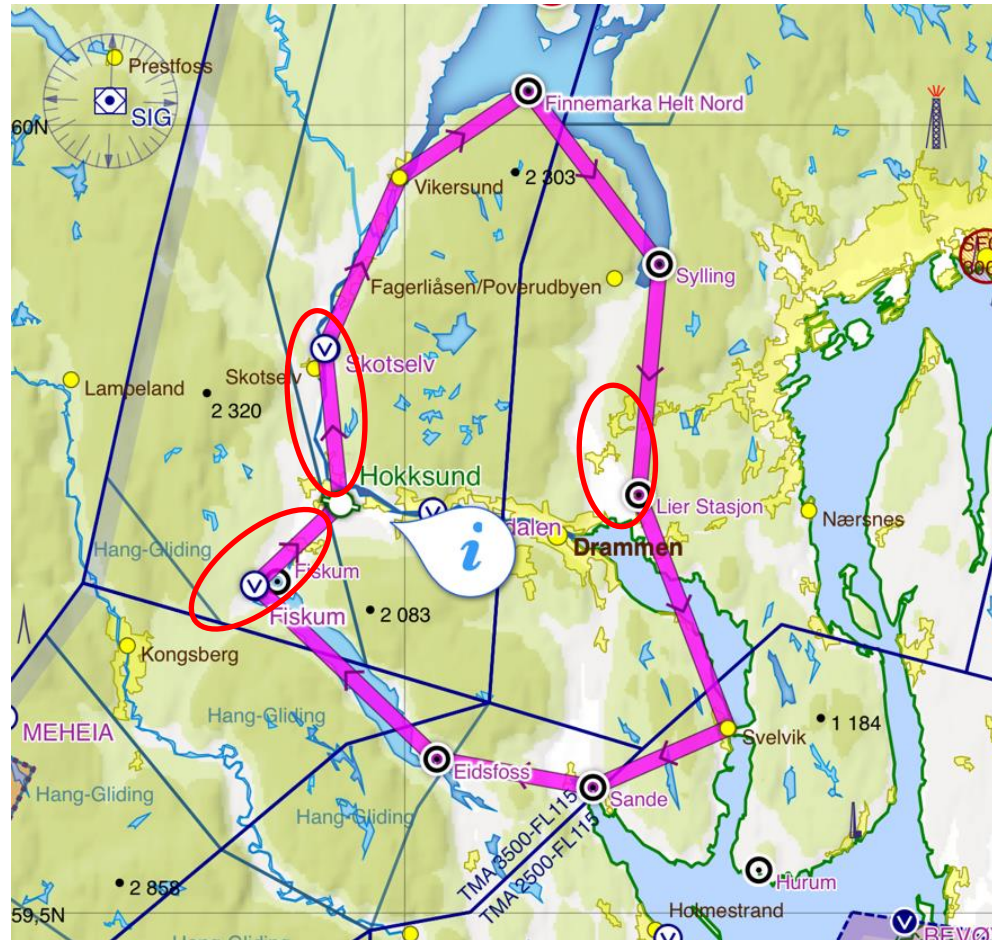 Prestfoss
SIG
60N
Finnemarka Helt Nord
Vikersund
2 303
Fagerliåsen/Poverudbyen
Sylling
Skotselv
Lampeland
Skotselv
2 320
Hokksund
Lier Stasjon
Nærsnes
dalen
Drammen
i
Hang-Gliding
Fiskum
Fiskum
2 083
Kongsberg
MEHEIA
Hang-Gliding
1 184
Svelvik
Eidsfoss
Hang-Gliding
Sande
Hang-Gliding
TMA 3500-FL115
TMA 2500-FL115
2 858
Hurum
59,5N
Holmestrand